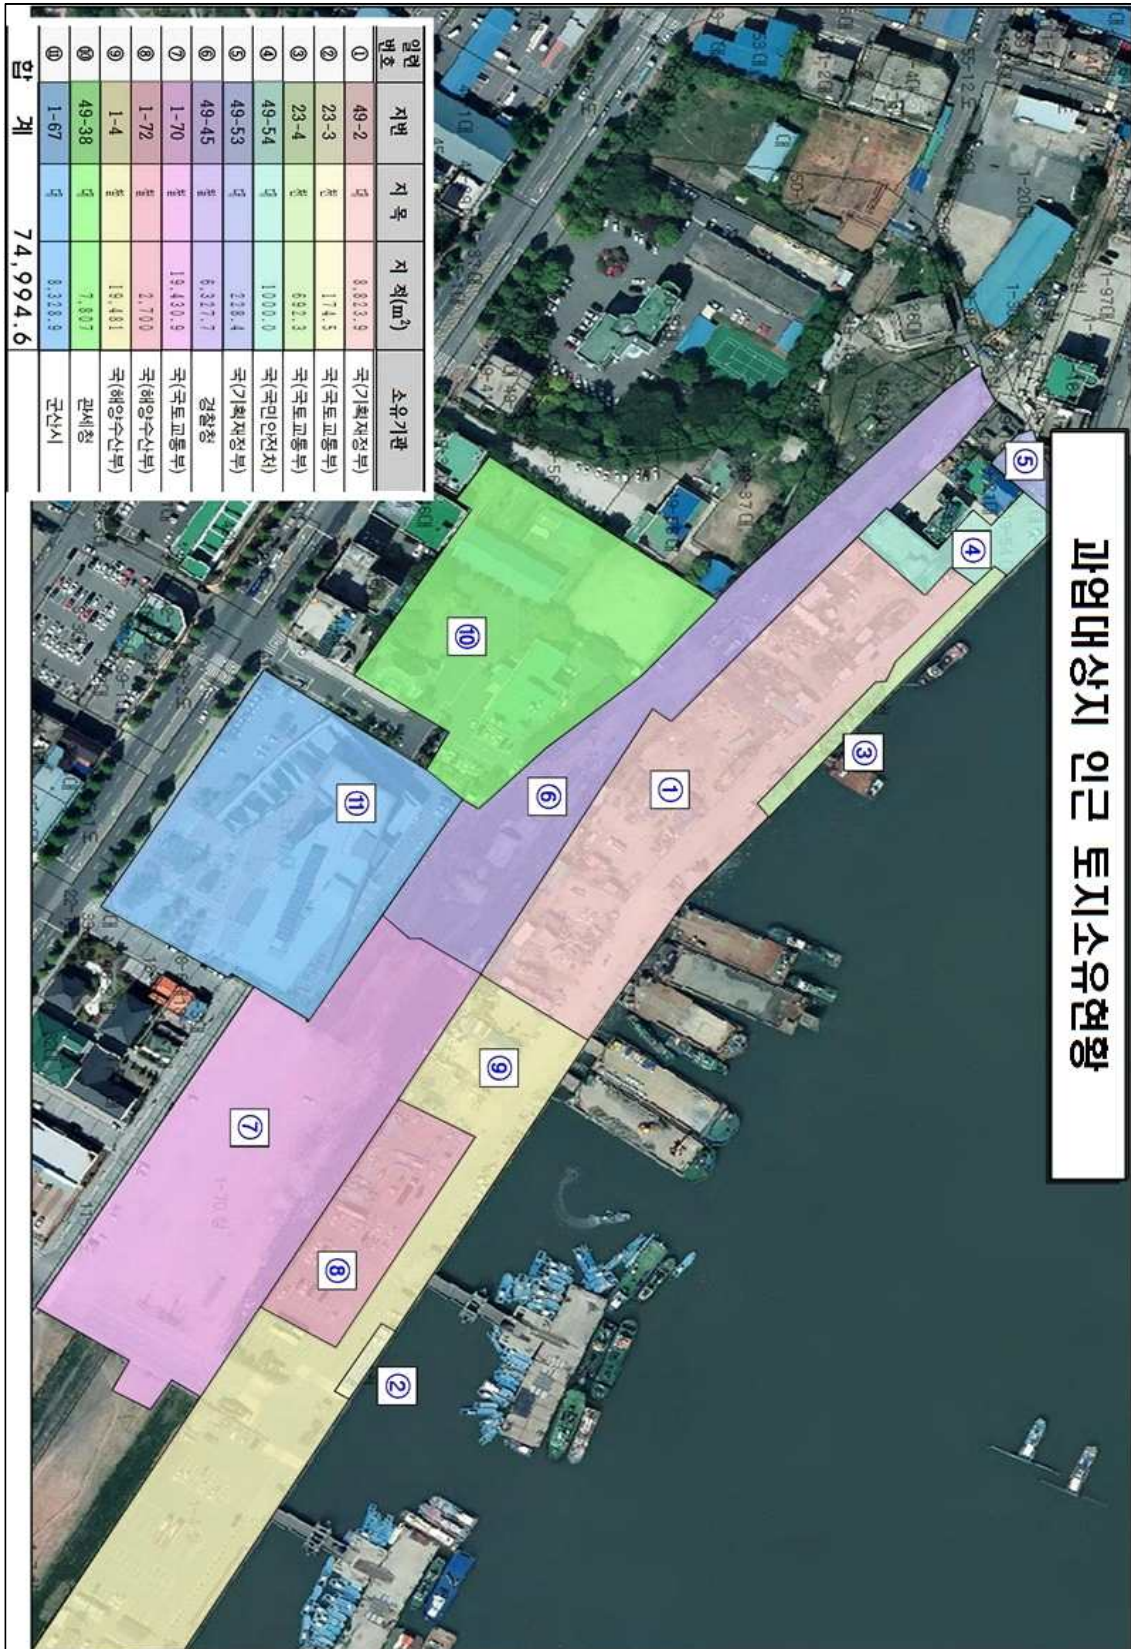 과업대상지 인근 토지소유현황
일련번호 지번 지목 지 적(m²) 소유기관
① 49-2 대 8,823.9 국(기획재정부)
② 23-3 전 174.5 국(국토교통부)
③ 23-4 전 692.3 국(국토교통부)
④ 49-54 대 1000.0 국(국민안전처)
⑤ 49-53 대 228.4 국(기획재정부)
⑥ 49-45 철 6,327.7 경찰청
⑦ 1-70 철 19,430.9 국(국토교통부)
⑧ 1-72 철 2,700 국(해양수산부)
⑨ 1-4 철 19,481 국(해양수산부)
⑩ 49-38 대 7,807 관세청
⑪ 1-67 대 8,328.9 군산시
합 계 74,994.6
⑤
④
③
①
⑥
⑩
⑪
⑨
⑦
⑧
②